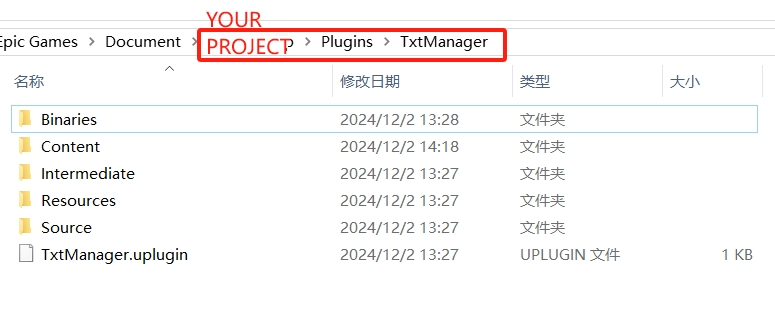 YOUR
Epic Games > Document > PROJECT p > Plugins > TxtManager
名称 修改日期 类型 大小
Binaries 2024/12/2 13:28 文件夹
Content 2024/12/2 14:18 文件夹
Intermediate 2024/12/2 13:27 文件夹
Resources 2024/12/2 13:27 文件夹
Source 2024/12/2 13:27 文件夹
TxtManager.uplugin 2024/12/2 13:27 UPLUGIN 文件 1 KB